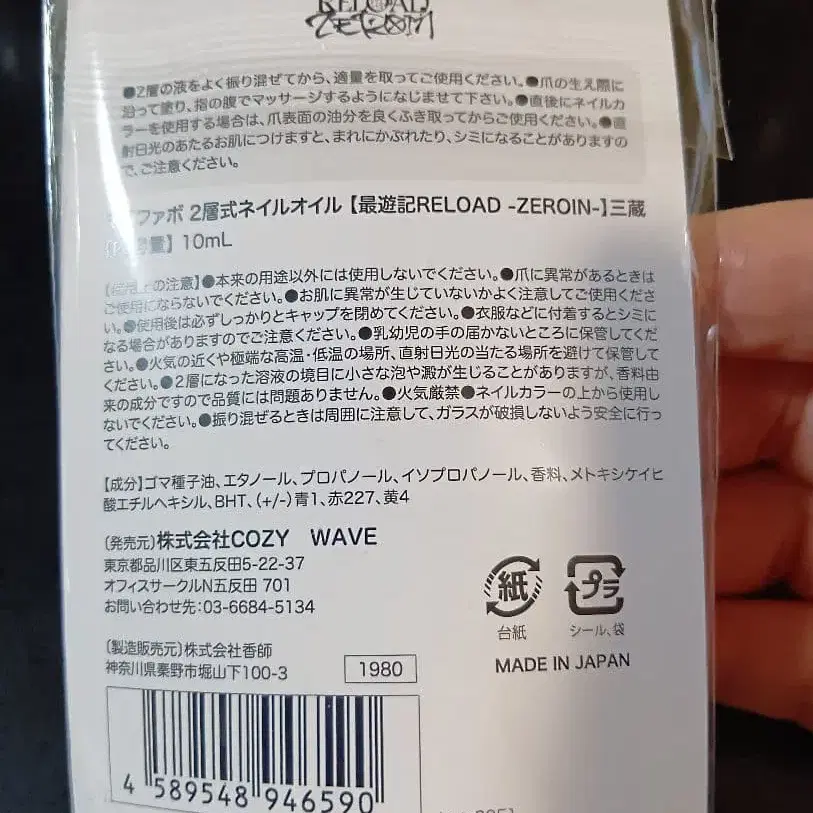 RELOAD
ZEROIN
●2層の液をよく振り混ぜてから、適量を取ってご使用ください。●爪の生え際に
沿って塗り、指の腹でマッサージするようになじませて下さい。●直後にネイルカ
ラーを使用する場合は、爪表面の油分を良くふき取ってからご使用ください。●直
射日光のあたるお肌につけますと、まれにかぶれたり、シミになることがありますの
で、ご注意ください。
ファボ 2層式ネイルオイル【最遊記RELOAD -ZEROIN-】三蔵
量】10mL
の注意】●本来の用途以外には使用しないでください。●爪に異常があるときは
ご使用にならないでください。●お肌に異常が生じていないかよく注意してご使用くださ
い。●使用後は必ずしっかりとキャップを閉めてください。●衣服などに付着するとシミに
なる場合がありますのでご注意ください。●乳幼児の手の届かないところに保管してくだ
さい。●火気の近くや極端な高温・低温の場所、直射日光の当たる場所を避けて保管して
ください。●2層になった溶液の境目に小さな泡や澱が生じることがありますが、香料由
来の成分ですので品質には問題ありません。●火気厳禁●ネイルカラーの上から使用し
ないでください。●振り混ぜるときは周囲に注意して、ガラスが破損しないよう安全に行っ
てください。
【成分】ゴマ種子油、エタノール、プロパノール、イソプロパノール、香料、メトキシケイヒ
酸エチルヘキシル、BHT、(+/-)青1、赤227、黄4
〔発売元〕株式会社COZY WAVE
東京都品川区東五反田5-22-37
オフィスサークルN五反田 701
お問い合わせ先：03-6684-5134
紙
台紙
プラ
シール、袋
〔製造販売元〕株式会社香師
神奈川県秦野市堀山下100-3
1980
MADE IN JAPAN
4 589548 946590